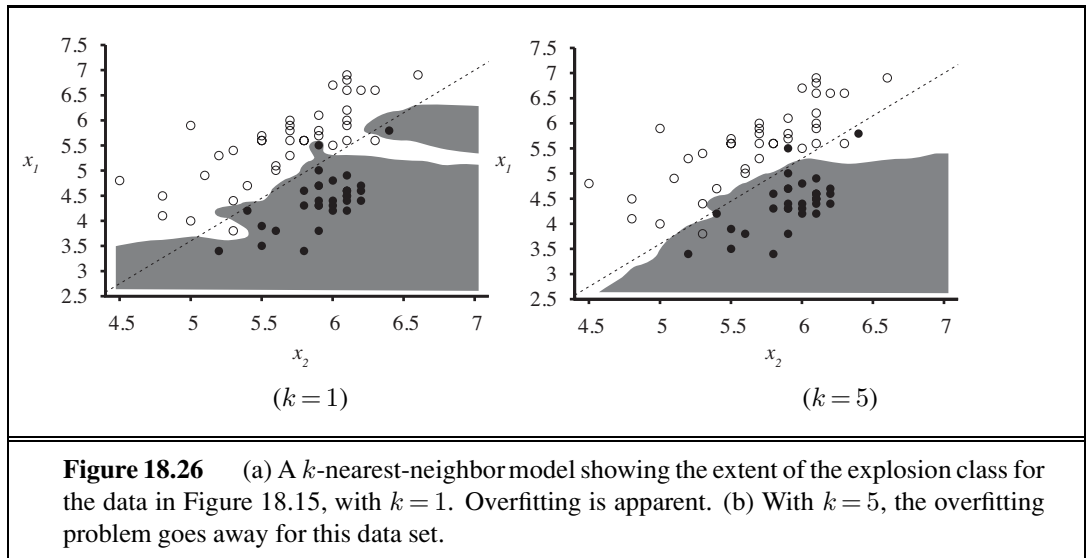 7.5
7
6.5
6
5.5
5
4.5
4
3.5
3
2.5
x1
4.5 5 5.5 6 6.5 7
x2
(k = 1)
7.5
7
6.5
6
5.5
5
4.5
4
3.5
3
2.5
x1
4.5 5 5.5 6 6.5 7
x2
(k = 5)
Figure 18.26 (a) A k-nearest-neighbor model showing the extent of the explosion class for
the data in Figure 18.15, with k = 1. Overfitting is apparent. (b) With k = 5, the overfitting
problem goes away for this data set.